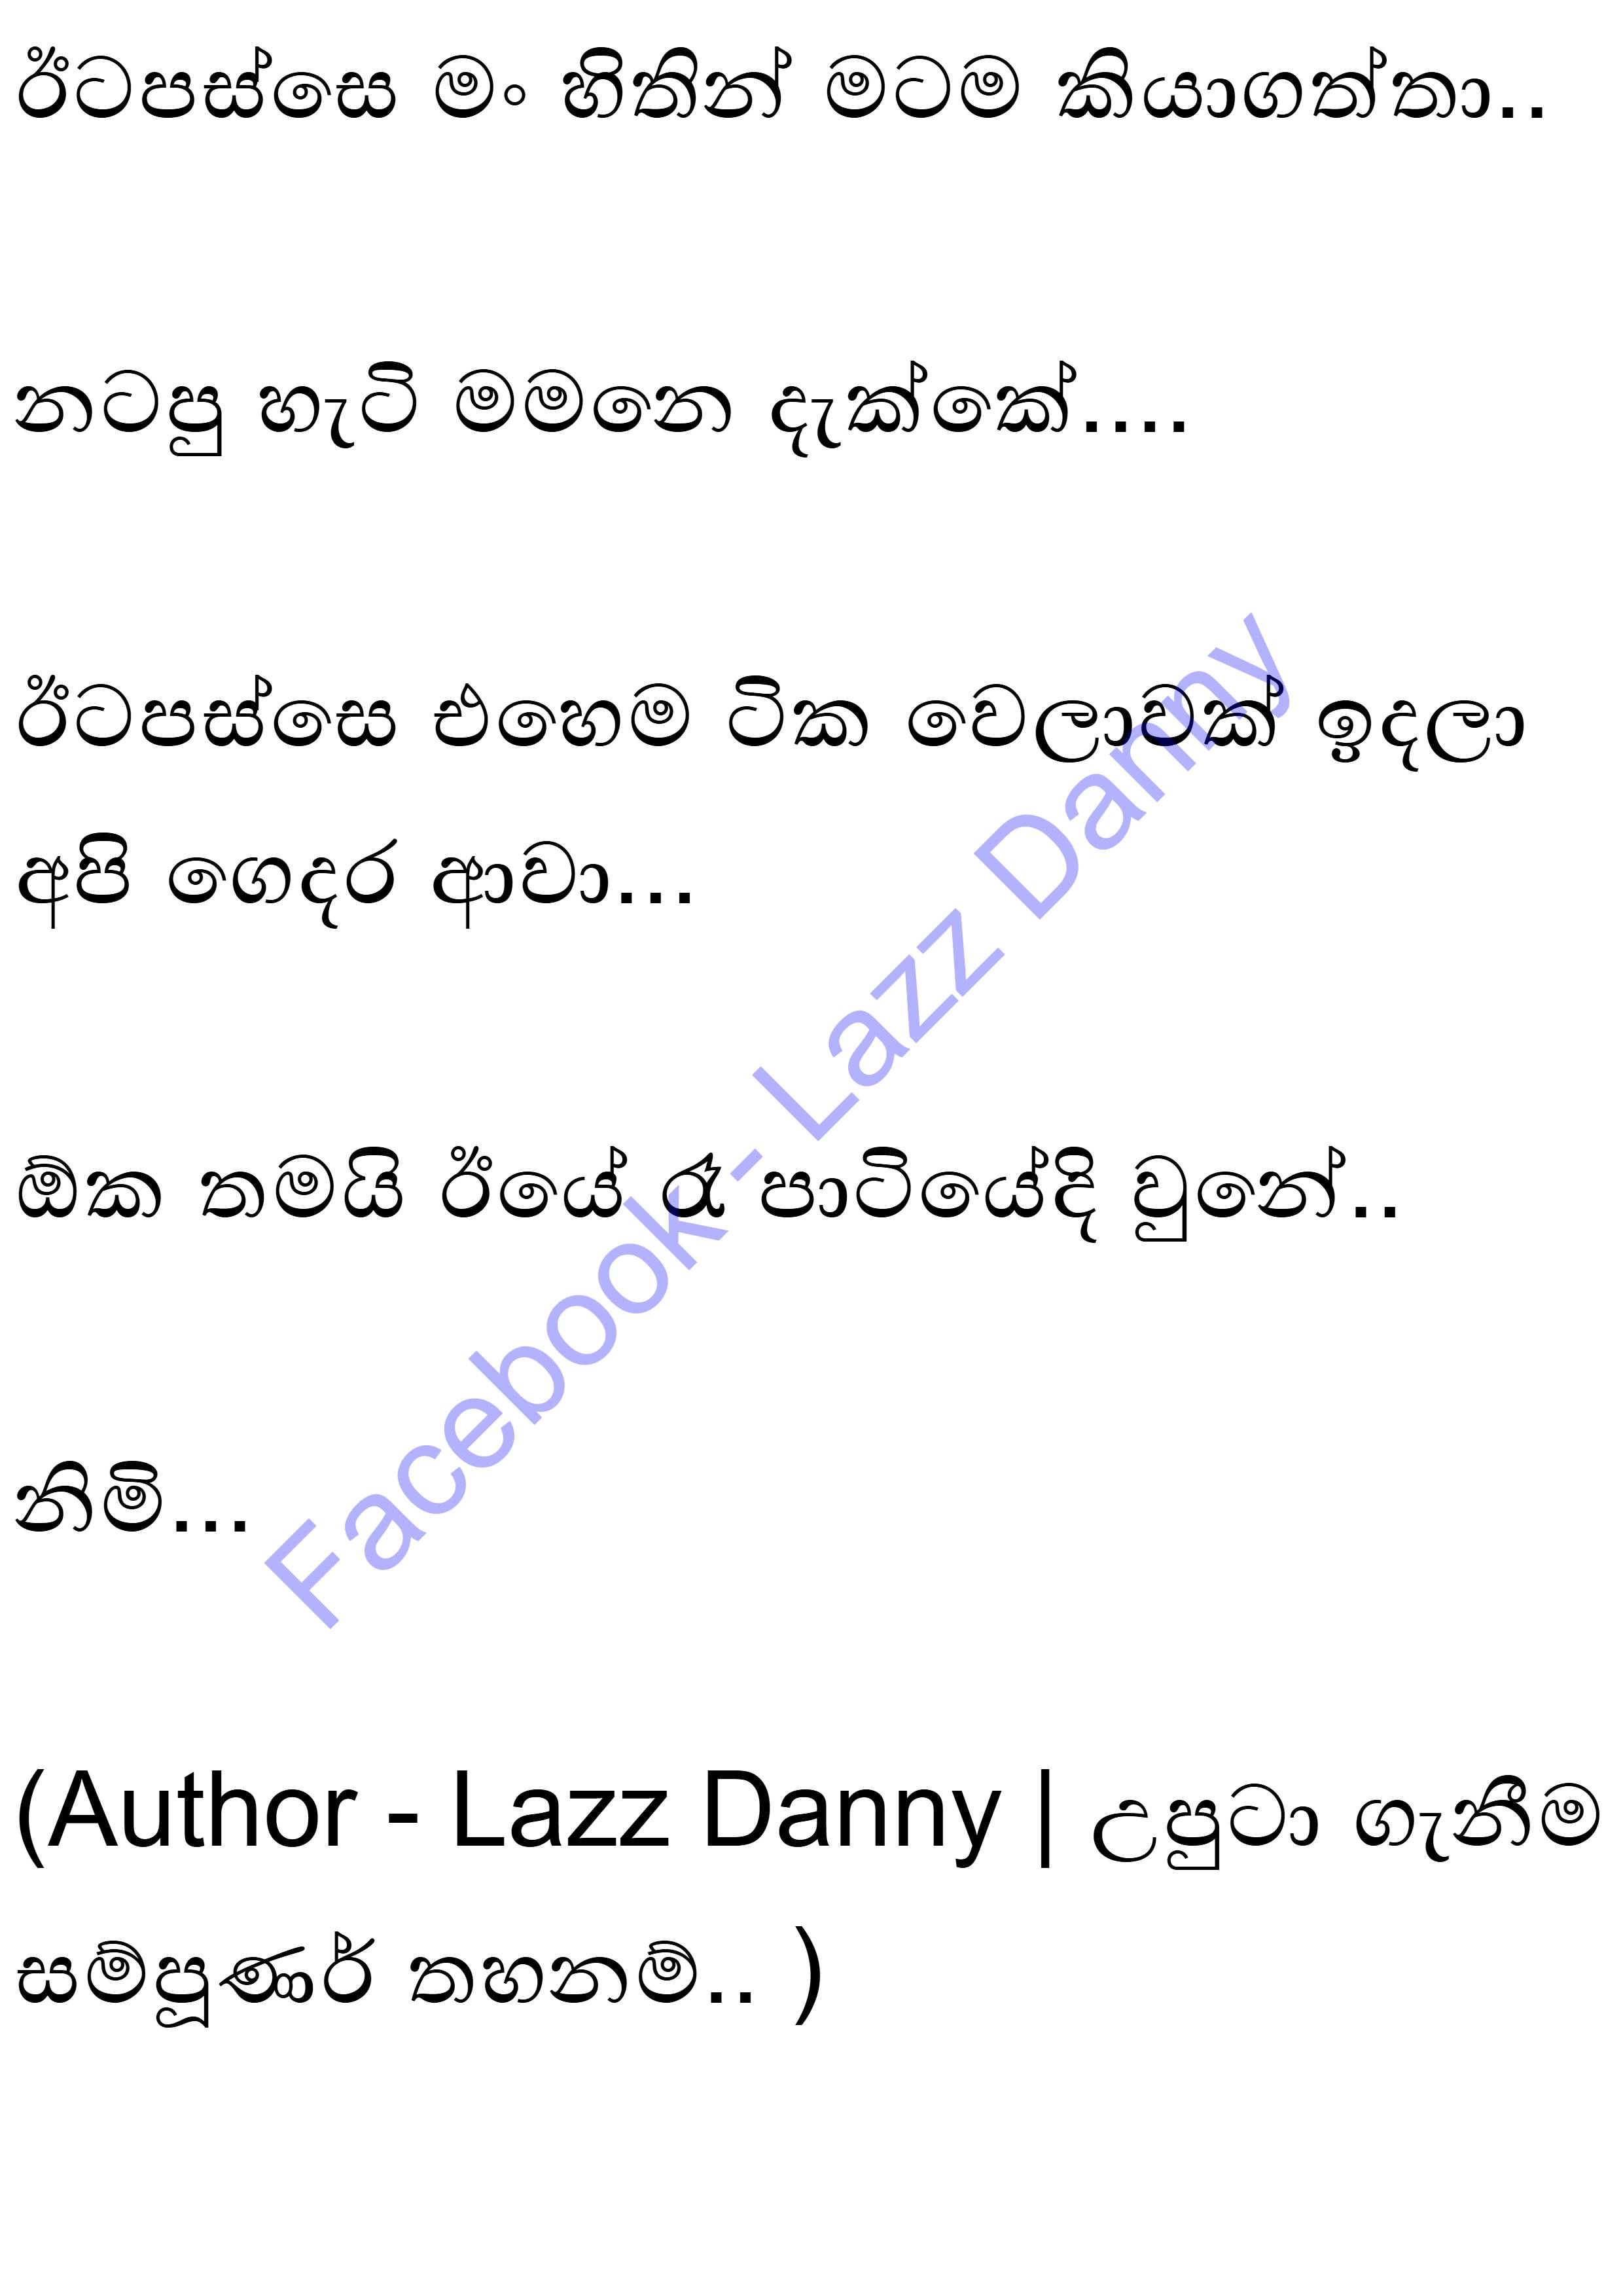 ඊටපස්සෙ මං හිතින් මටම කියාගත්තා..
නටපු හැටි මමනෙ දැක්කේ....
ඊටපස්සෙ එහෙම ටික වෙලාවක් ඉදලා
අපි ගෙදර ආවා...
ඕක තමයි ඊයේ රෑ පාටියේදි වුනේ..
නිම්...
(Author - Lazz Danny | උපුටා ගැනීම
සම්පූණර් තහනම්.. )
Facebook- Lazz Danny